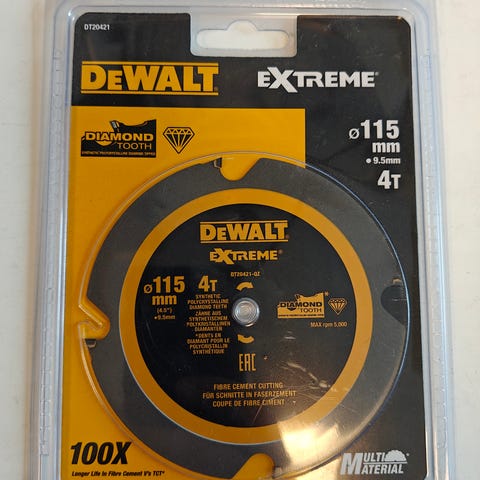 DT20421
DEWALT
EXTREME®
DIAMOND
TOOTH
SYNTHETIC POLYCRYSTALLINE DIAMOND TIPPED
ø115
mm
•9.5mm
4T
DEWALT
EXTREME®
DT20421-QZ
ø115
mm
(4.5")
•9.5mm
4T
SYNTHETIC
POLYCRYSTALLINE
DIAMOND TEETH
ZÄHNE AUS
SYNTHETISCHEM
POLYKRISTALLINEN
DIAMANTEN
"DENTS EN
DIAMANT POUR LE
POLYCRISTALLIN
SYNTHÉTIQUE"
DIAMOND
TOOTH
MAX rpm 5,000
EAC
FIBRE CEMENT CUTTING
FÜR SCHNITTE IN FASERZEMENT
COUPE DE FIBRE CIMENT
100X
Longer Life in Fibre Cement V's TCT*
MULTI
MATERIAL